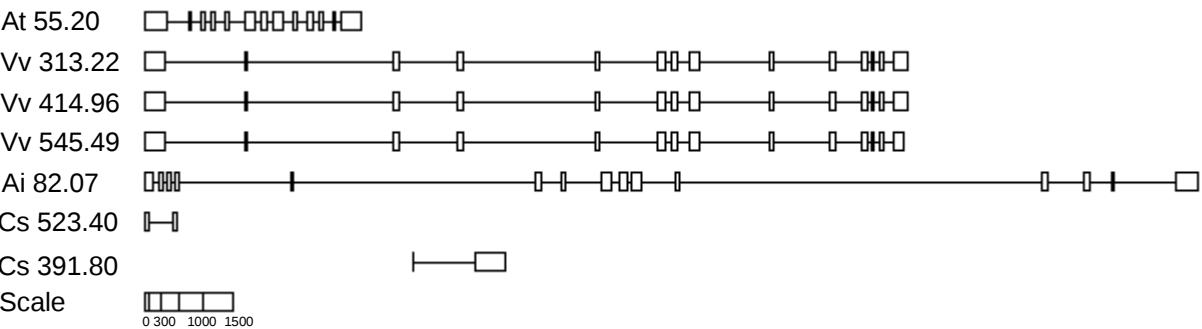 At 55.20
Vv 313.22
Vv 414.96
Vv 545.49
Ai 82.07
Cs 523.40
Cs 391.80
Scale
0 300 1000 1500